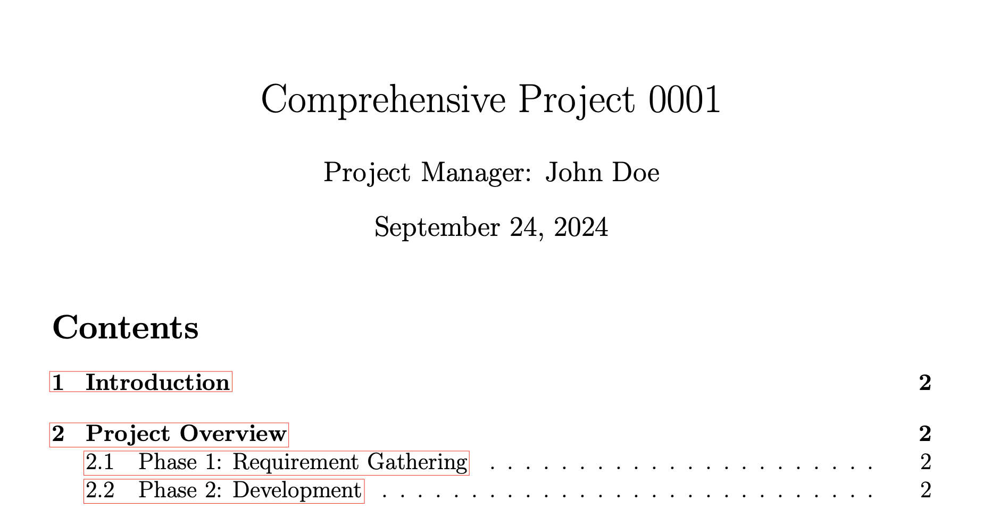 Comprehensive Project 0001
Project Manager: John Doe
September 24, 2024
Contents
1 Introduction 2
2 Project Overview 2
2.1 Phase 1: Requirement Gathering . . . . . . . . . . . . . . . . . . . . . . 2
2.2 Phase 2: Development . . . . . . . . . . . . . . . . . . . . . . . . . . . . 2